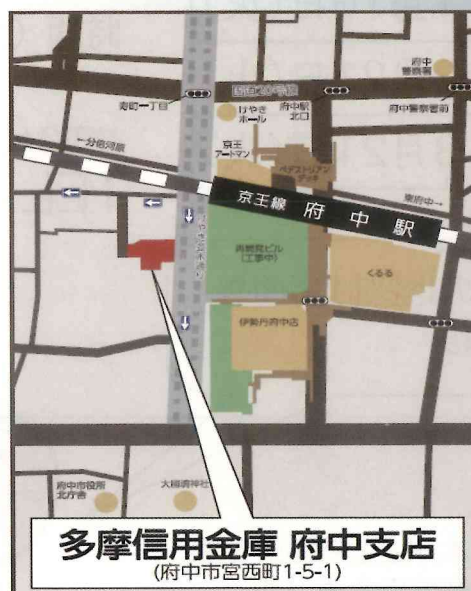 府中
警察署
国道20号線
寿町一丁目
けやき
ホール
府中駅
北口
府中警察署前
京王
アートマン
ペデストリアン
デッキ
←分倍河原
東府中→
京王線 府中駅
けやき並木通り
再開発ビル
(工事中)
くるる
伊勢丹府中店
府中市役所
北庁舎
大國魂神社
多摩信用金庫 府中支店
(府中市宮西町1-5-1)